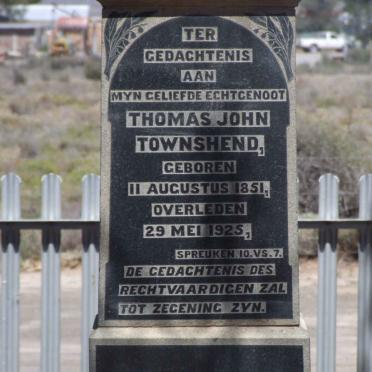 TER
GEDACHTENIS
AAN
MYN GELIEFDE ECHTGENOOT
THOMAS JOHN
TOWNSHEND,
GEBOREN
11 AUGUSTUS 1851,
OVERLEDEN
29 MEI 1925,
SPREUKEN 10.VS.7.
DE GEDACHTENIS DES
RECHTVAARDIGEN ZAL
TOT ZEGENING ZYN.